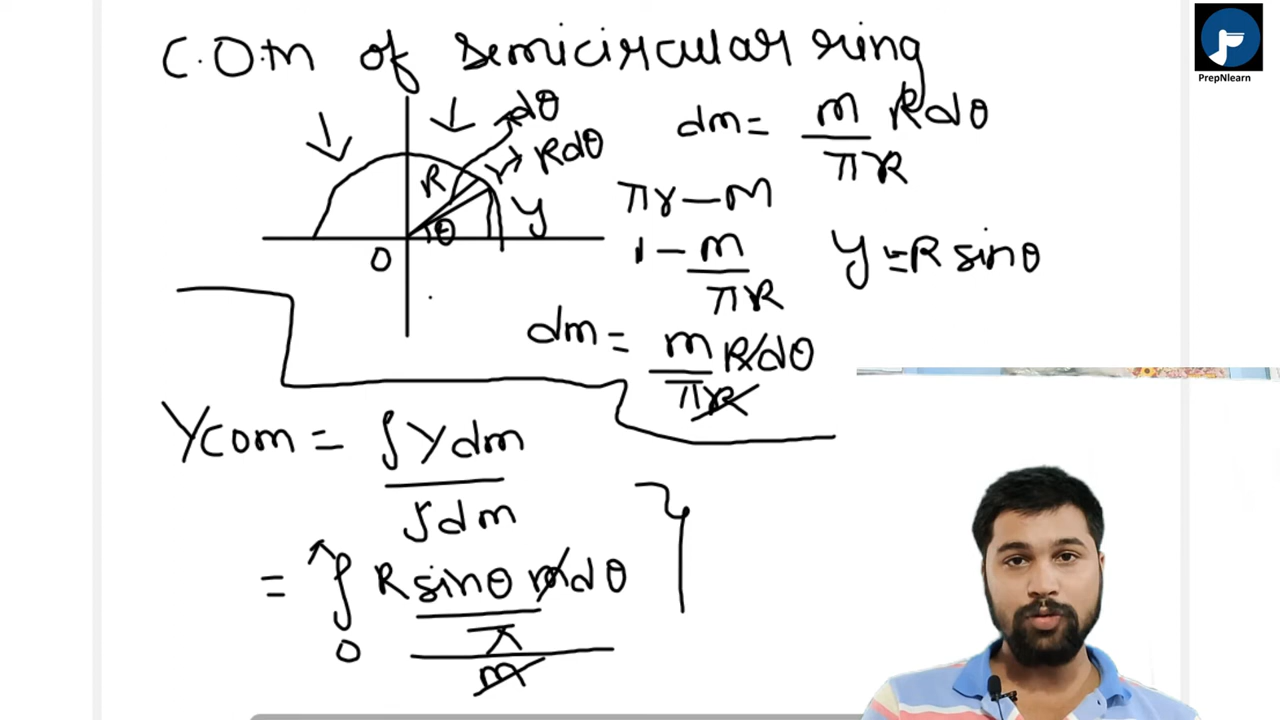 C.O.M of Semicircular ring
PrepNlearn
dθ
Rdθ
R
θ
y
O
dm = m/πR Rdθ
πr — M
1 — m/πR
y = R sinθ
dm = m/πR Rdθ
Ycom = ∫Ydm / ∫dm
= ∫ R sinθ m dθ / π / m
0